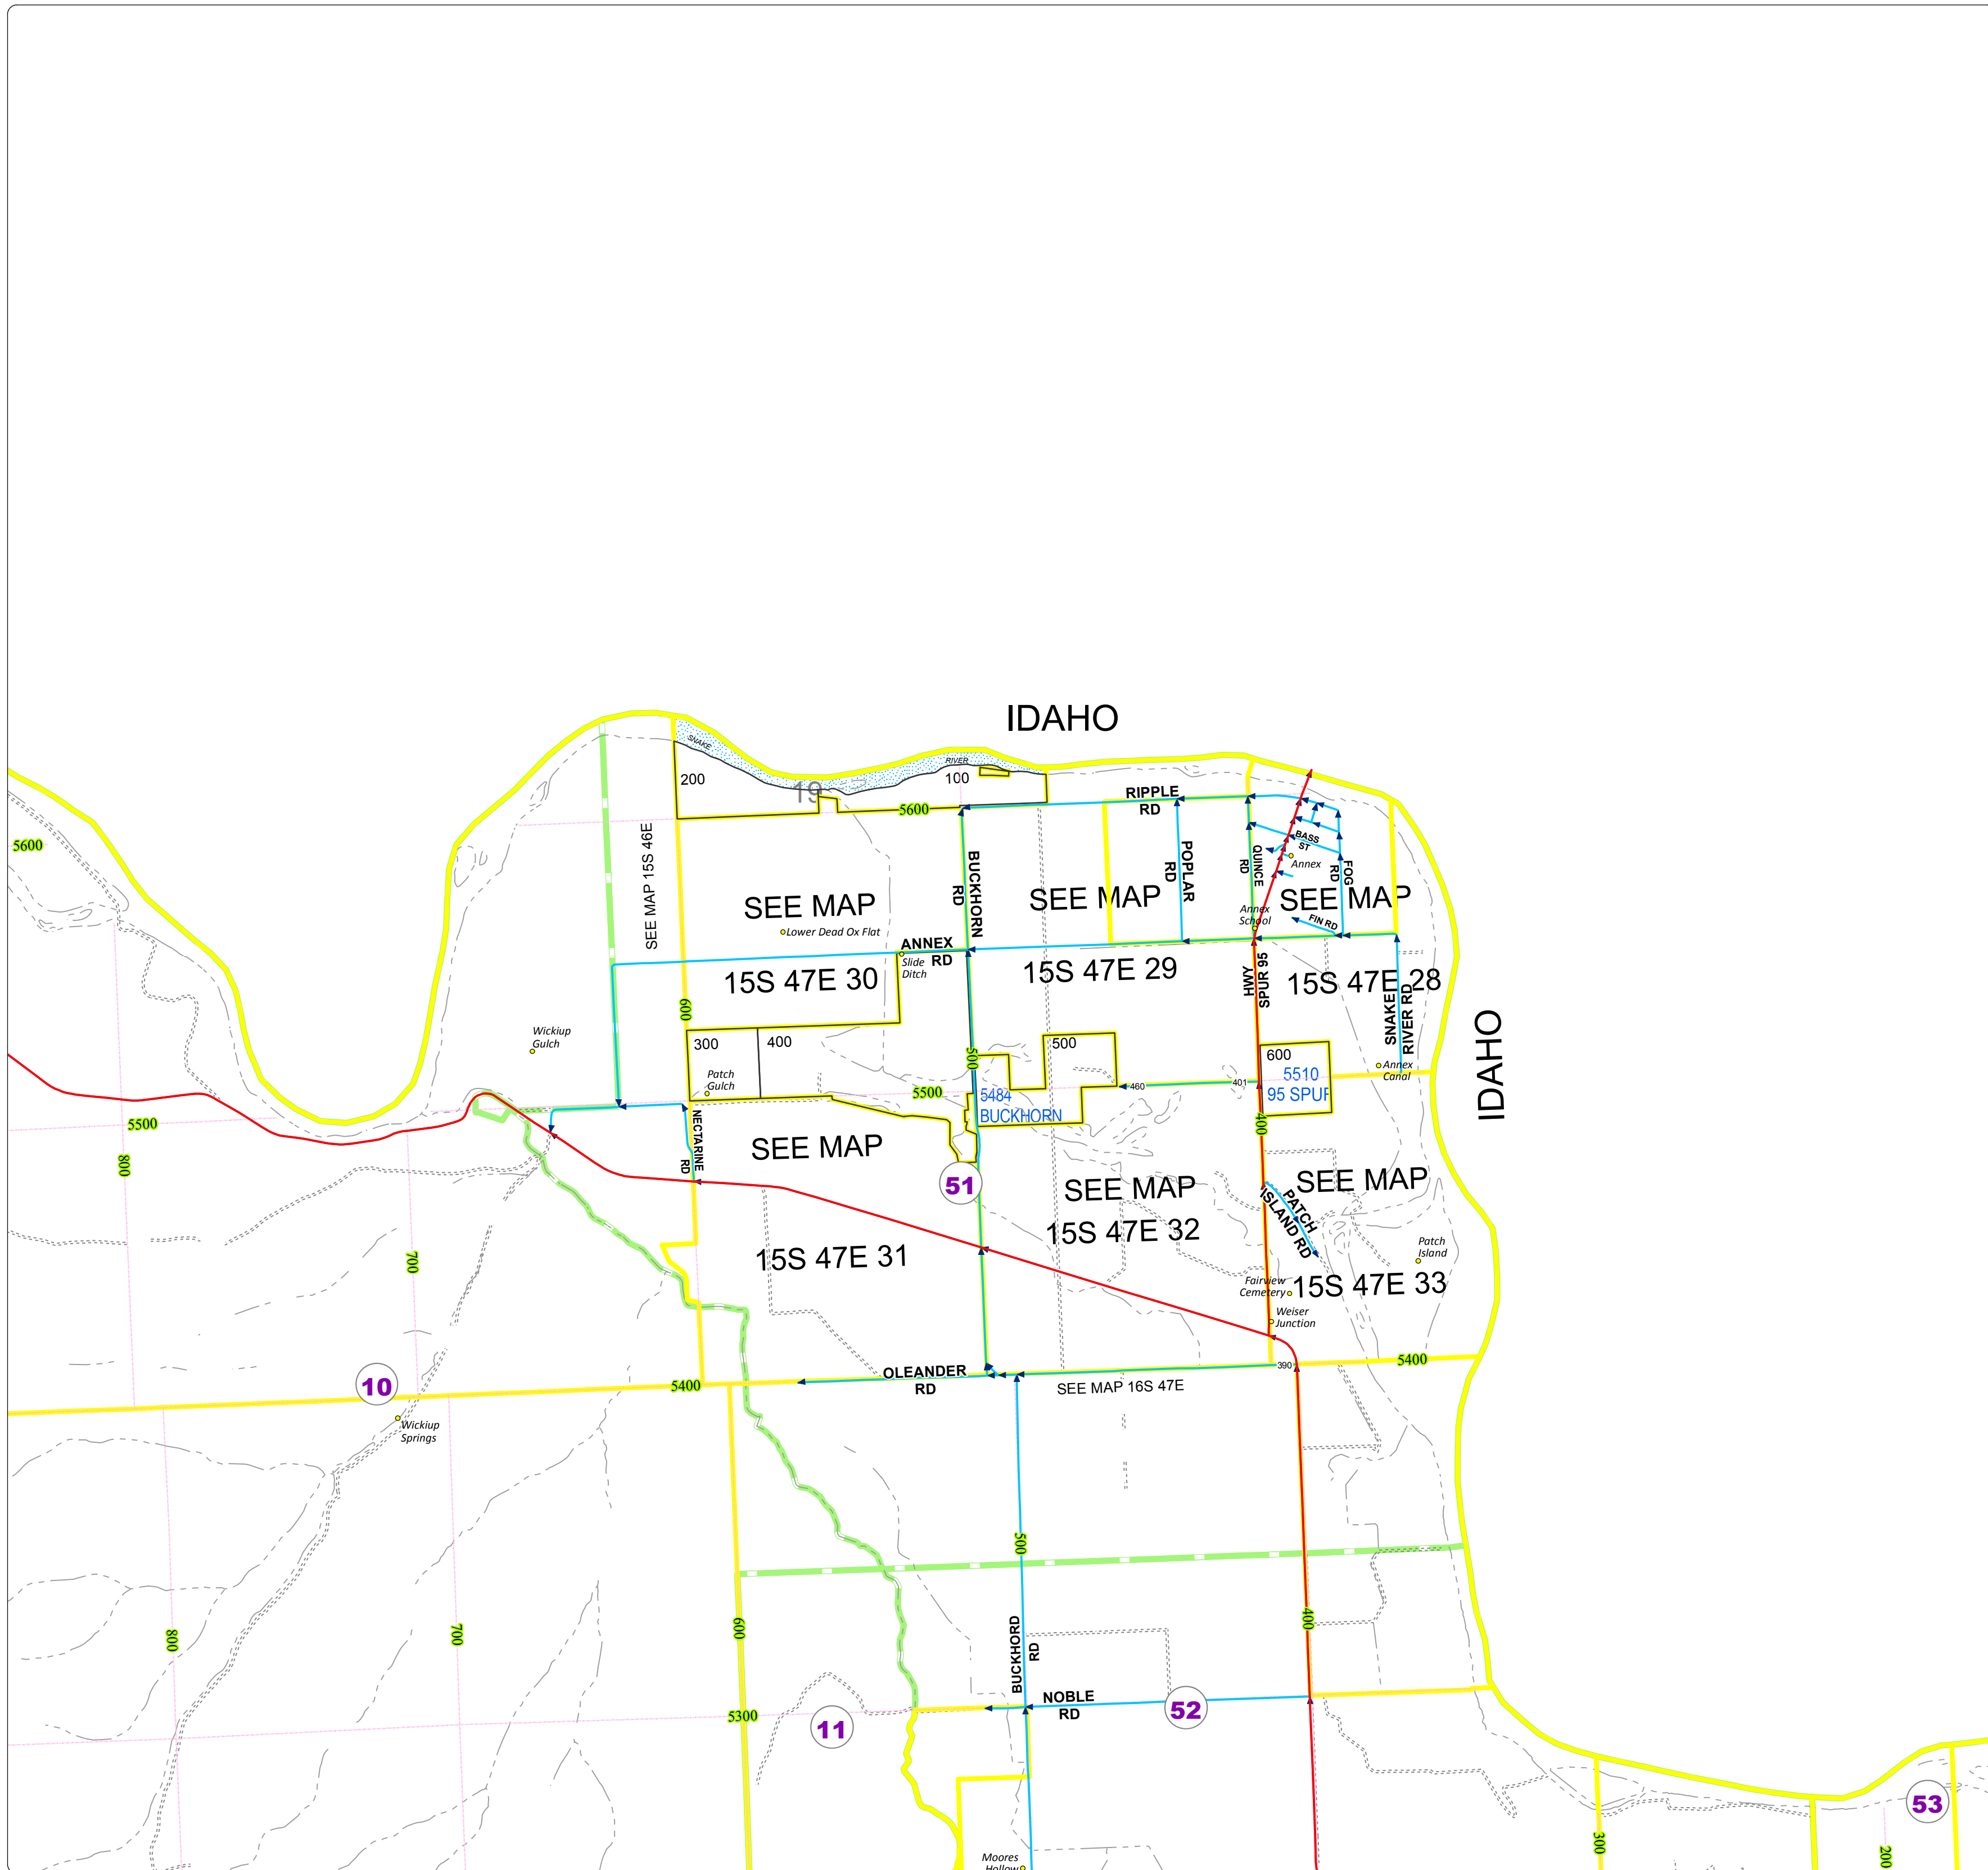 IDAHO
SNAKE
RIVER
200
19
100
5600
RIPPLE
RD
5600
SEE MAP 15S 46E
BUCKHORN
RD
POPLAR
RD
QUINCE
RD
BASS
ST
Annex
FOG
RD
SEE MAP
SEE MAP
SEE MAP
Lower Dead Ox Flat
Annex
School
FIN RD
ANNEX
RD
Slide
Ditch
15S 47E 30
15S 47E 29
15S 47E 28
HWY
SPUR 95
SNAKE
RIVER RD
600
Wickiup
Gulch
300
400
500
500
600
IDAHO
Patch
Gulch
5500
5484
BUCKHORN
460
401
5510
95 SPUR
Annex
Canal
5500
800
NECTARINE
RD
400
SEE MAP
51
SEE MAP
SEE MAP
PATCH
ISLAND RD
15S 47E 31
15S 47E 32
700
Patch
Island
Fairview
Cemetery
15S 47E 33
Weiser
Junction
10
5400
OLEANDER
RD
390
5400
SEE MAP 16S 47E
Wickiup
Springs
500
800
700
600
BUCKHORD
RD
400
5300
11
NOBLE
RD
52
53
300
200
Moores
Hollow